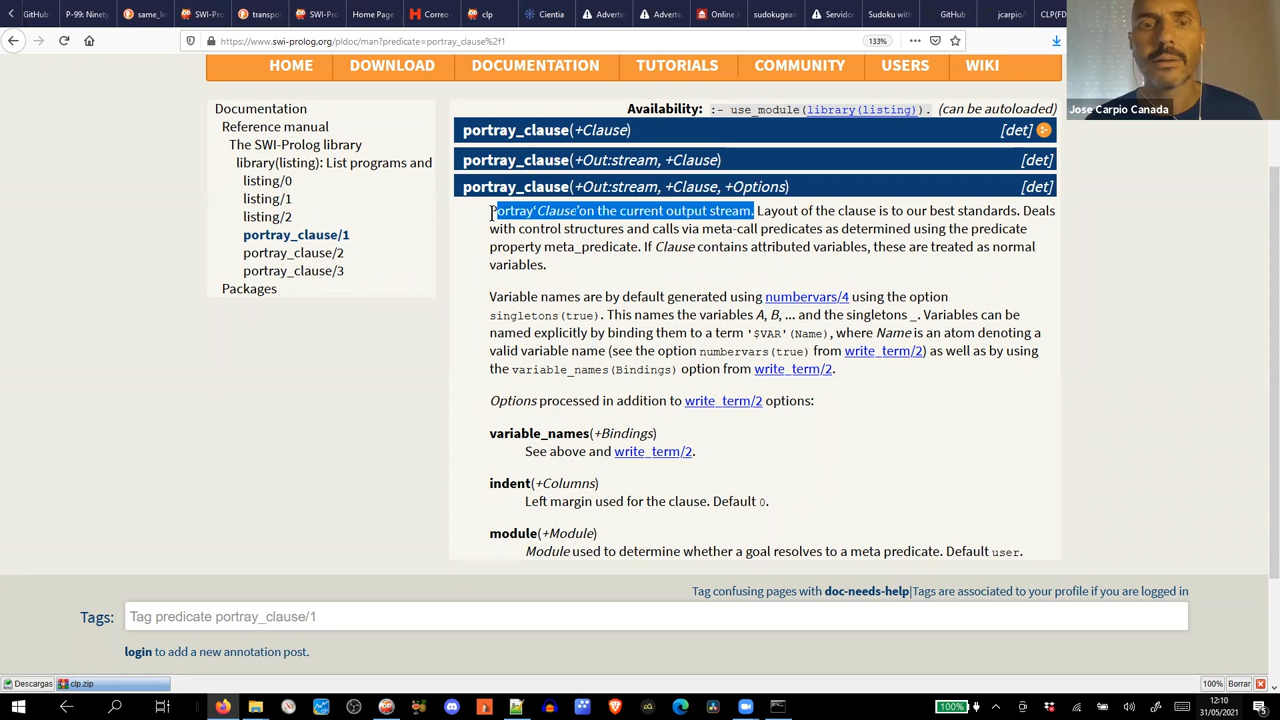 GitHub
P-99: Ninety
same_le
SWI-Pro
transpo
SWI-Pro
Home Page
Correo
clp
Cientia
Adverte
Adverte
Online I
sudokugea
Servido
Sudoku with
GitHub
jcarpio/C
CLP(FD
https://www.swi-prolog.org/pldoc/man?predicate=portray_clause%2f1
133%
HOME DOWNLOAD DOCUMENTATION TUTORIALS COMMUNITY USERS WIKI
Jose Carpio Canada
Documentation
Reference manual
The SWI-Prolog library
library(listing): List programs and
listing/0
listing/1
listing/2
portray_clause/1
portray_clause/2
portray_clause/3
Packages
Availability: :- use_module(library(listing)). (can be autoloaded)
portray_clause(+Clause) [det]
portray_clause(+Out:stream, +Clause) [det]
portray_clause(+Out:stream, +Clause, +Options) [det]
Portray‘Clause’on the current output stream. Layout of the clause is to our best standards. Deals
with control structures and calls via meta-call predicates as determined using the predicate
property meta_predicate. If Clause contains attributed variables, these are treated as normal
variables.
Variable names are by default generated using numbervars/4 using the option
singletons(true). This names the variables A, B, ... and the singletons _. Variables can be
named explicitly by binding them to a term '$VAR'(Name), where Name is an atom denoting a
valid variable name (see the option numbervars(true) from write_term/2) as well as by using
the variable_names(Bindings) option from write_term/2.
Options processed in addition to write_term/2 options:
variable_names(+Bindings)
See above and write_term/2.
indent(+Columns)
Left margin used for the clause. Default 0.
module(+Module)
Module used to determine whether a goal resolves to a meta predicate. Default user.
Tag confusing pages with doc-needs-help|Tags are associated to your profile if you are logged in
Tags: Tag predicate portray_clause/1
login to add a new annotation post.
Descargas
clp.zip
100%
Borrar
100%
12:10
31/05/2021